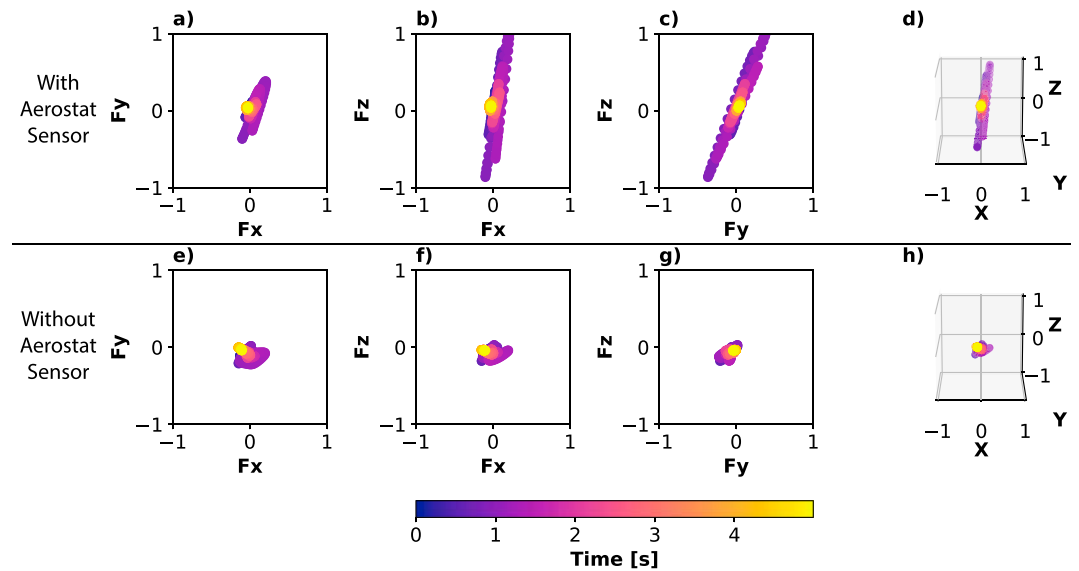 a)
b)
c)
d)
With
Aerostat
Sensor
Fy
1
0
−1
−1
0
1
Fx
Fz
1
0
−1
−1
0
1
Fx
Fz
1
0
−1
−1
0
1
Fy
1
Z
0
−1
Y
−1
0
1
X
e)
f)
g)
h)
Without
Aerostat
Sensor
Fy
1
0
−1
−1
0
1
Fx
Fz
1
0
−1
−1
0
1
Fx
Fz
1
0
−1
−1
0
1
Fy
1
Z
0
−1
Y
−1
0
1
X
0
1
2
3
4
Time [s]